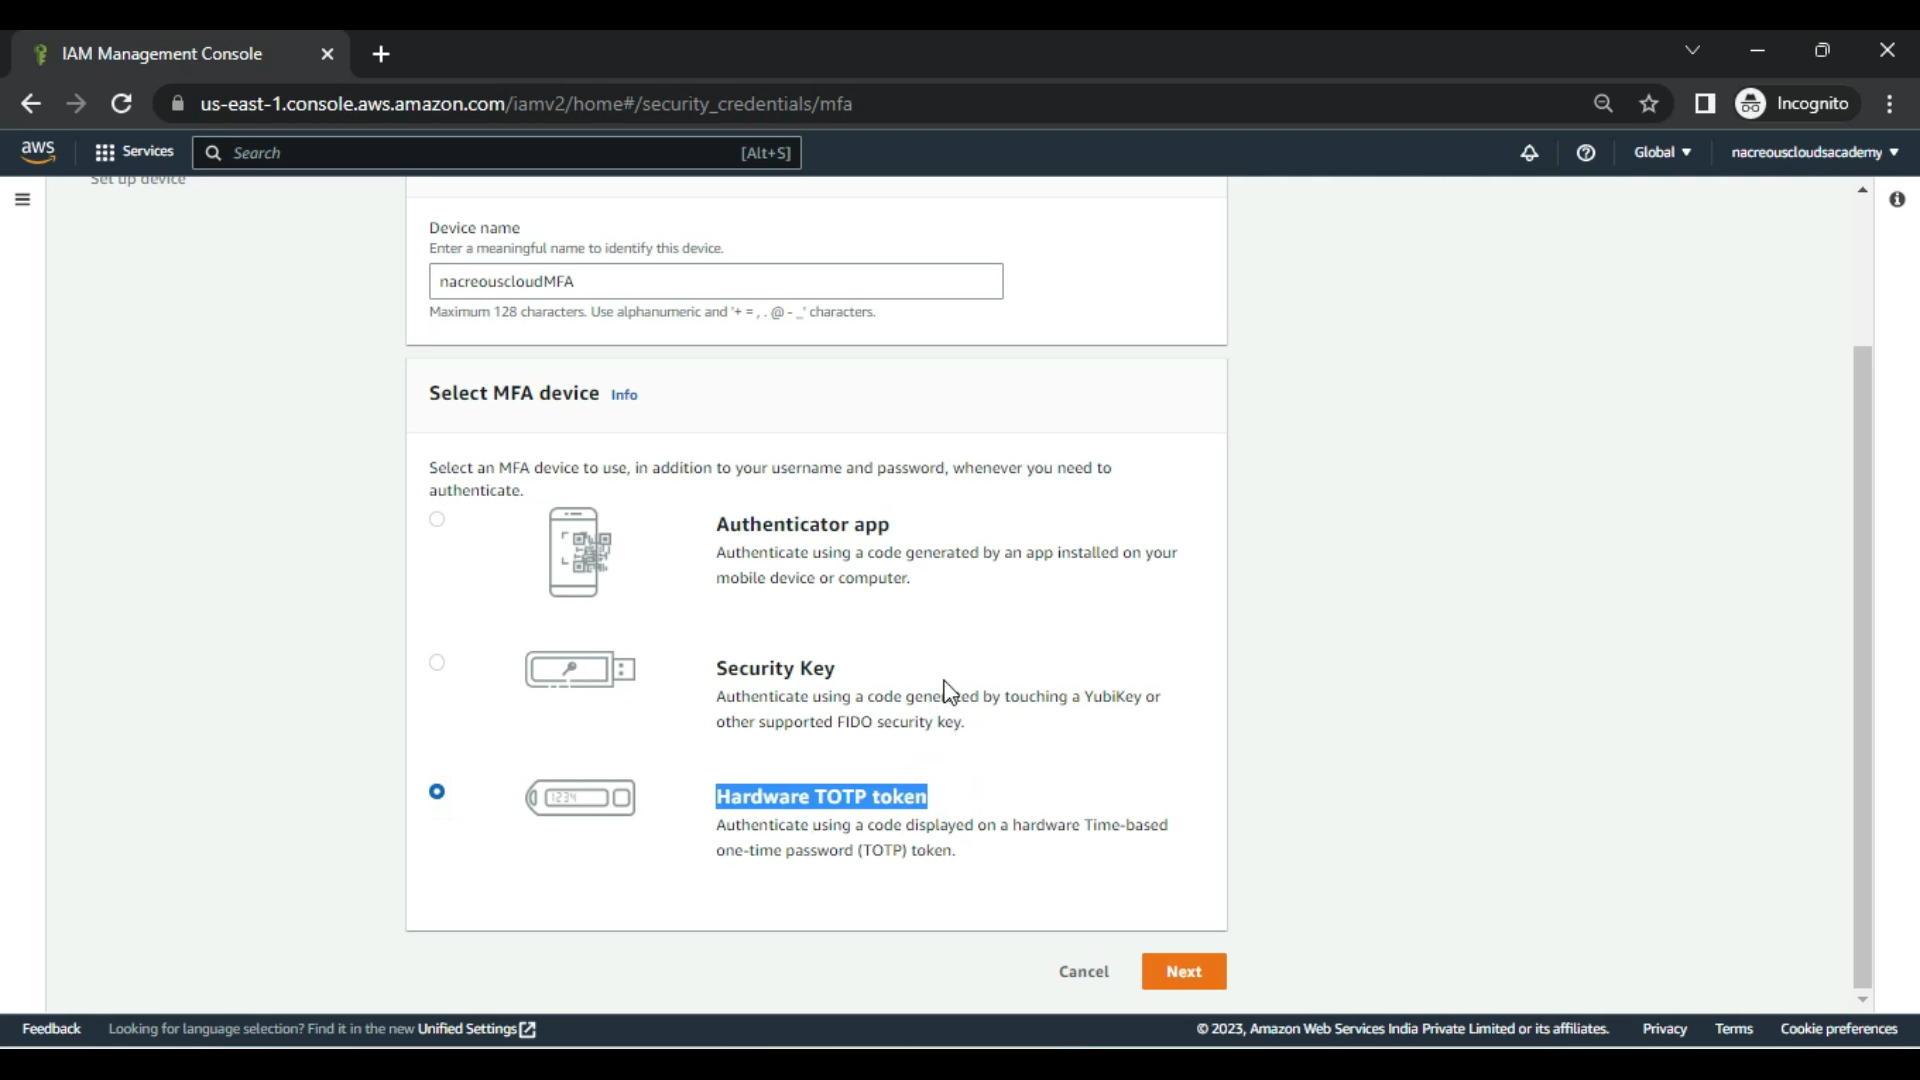 IAM Management Console
us-east-1.console.aws.amazon.com/iamv2/home#/security_credentials/mfa
Incognito
aws
Services
Search
[Alt+S]
Global
nacreouscloudsacademy
Set up device
Device name
Enter a meaningful name to identify this device.
nacreouscloudMFA
Maximum 128 characters. Use alphanumeric and '+ = , . @ - _' characters.
Select MFA device Info
Select an MFA device to use, in addition to your username and password, whenever you need to
authenticate.
Authenticator app
Authenticate using a code generated by an app installed on your
mobile device or computer.
Security Key
Authenticate using a code generated by touching a YubiKey or
other supported FIDO security key.
1234
Hardware TOTP token
Authenticate using a code displayed on a hardware Time-based
one-time password (TOTP) token.
Cancel
Next
Feedback
Looking for language selection? Find it in the new Unified Settings
© 2023, Amazon Web Services India Private Limited or its affiliates.
Privacy
Terms
Cookie preferences